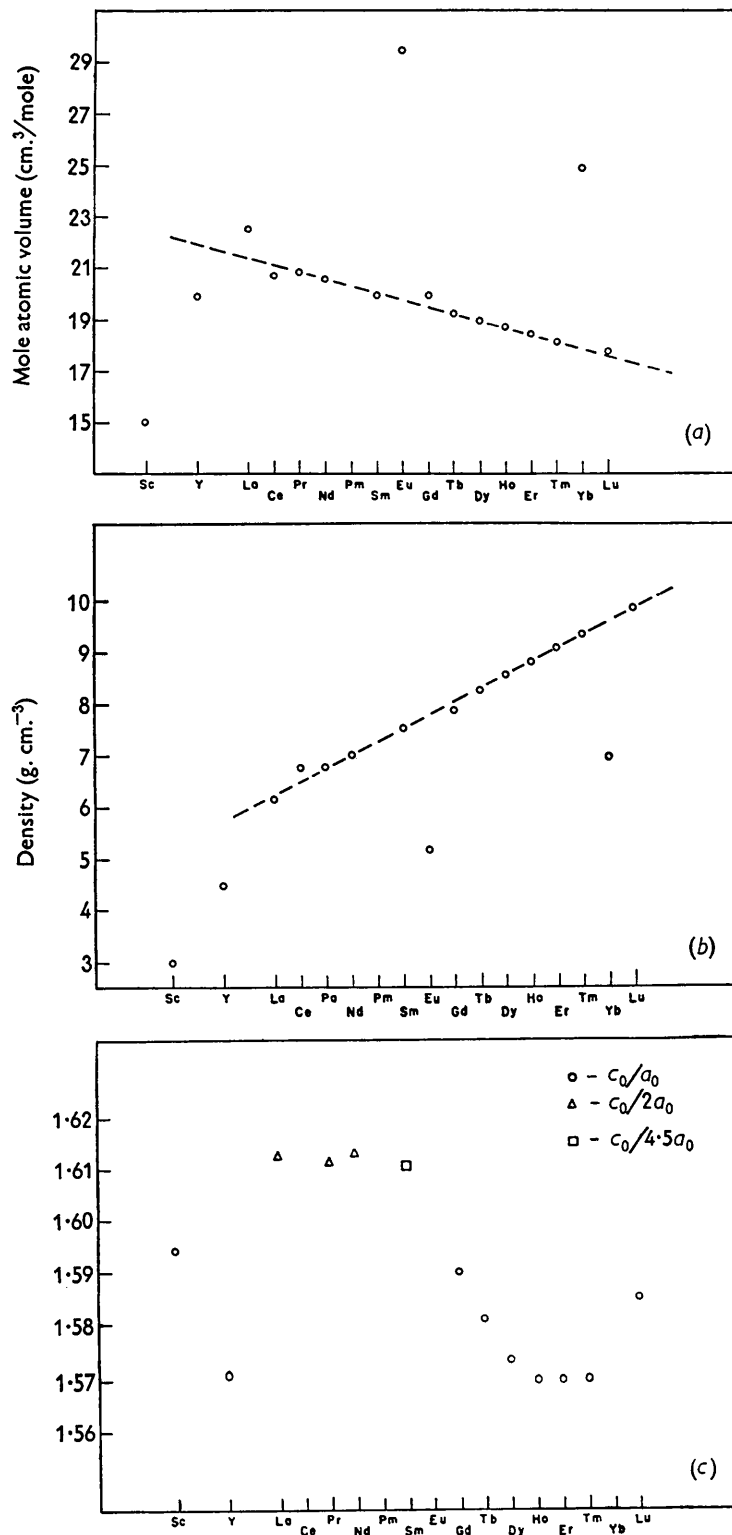 Mole atomic volume (cm.³/mole)
29
27
25
23
21
19
17
15
(a)
Sc Y La Ce Pr Nd Pm Sm Eu Gd Tb Dy Ho Er Tm Yb Lu
Density (g. cm.⁻³)
10
9
8
7
6
5
4
3
(b)
Sc Y La Ce Pa Nd Pm Sm Eu Gd Tb Dy Ho Er Tm Yb Lu
○ – c₀/a₀
△ – c₀/2a₀
□ – c₀/4·5a₀
1·62
1·61
1·60
1·59
1·58
1·57
1·56
(c)
Sc Y La Ce Pr Nd Pm Sm Eu Gd Tb Dy Ho Er Tm Yb Lu